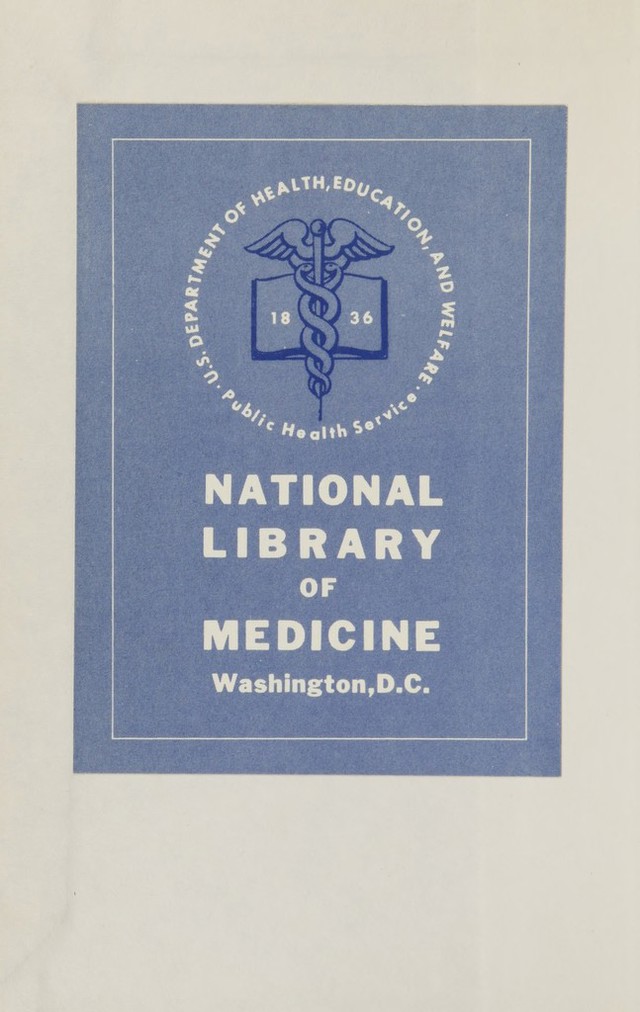 U.S. DEPARTMENT OF HEALTH, EDUCATION, AND WELFARE
· Public Health Service ·
18 36
NATIONAL
LIBRARY
OF
MEDICINE
Washington, D.C.